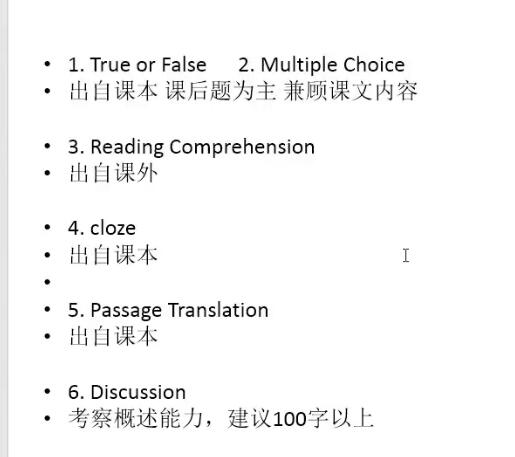 • 1. True or False 2. Multiple Choice
• 出自课本 课后题为主 兼顾课文内容
• 3. Reading Comprehension
• 出自课外
• 4. cloze
• 出自课本
•
• 5. Passage Translation
• 出自课本
• 6. Discussion
• 考察概述能力，建议100字以上